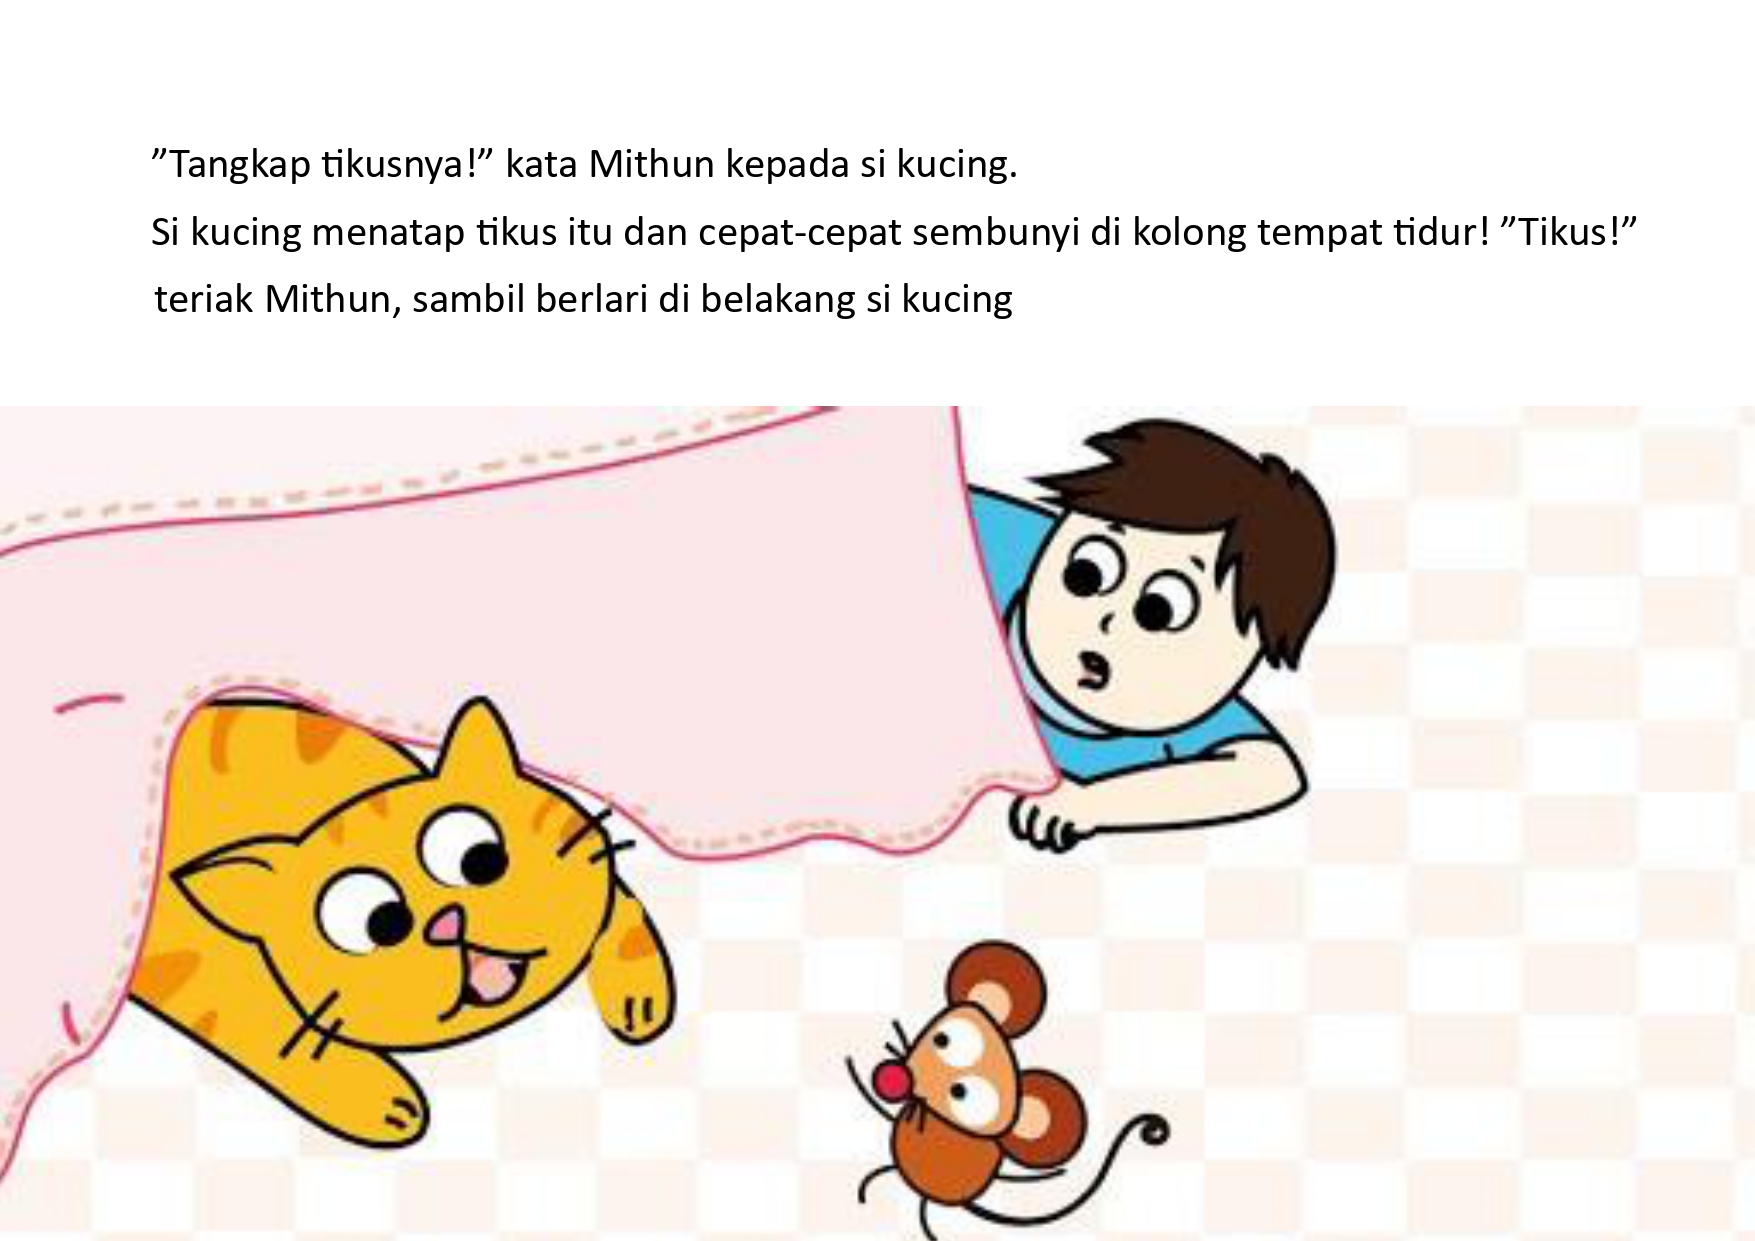 ”Tangkap tikusnya!” kata Mithun kepada si kucing.
Si kucing menatap tikus itu dan cepat-cepat sembunyi di kolong tempat tidur! ”Tikus!”
teriak Mithun, sambil berlari di belakang si kucing